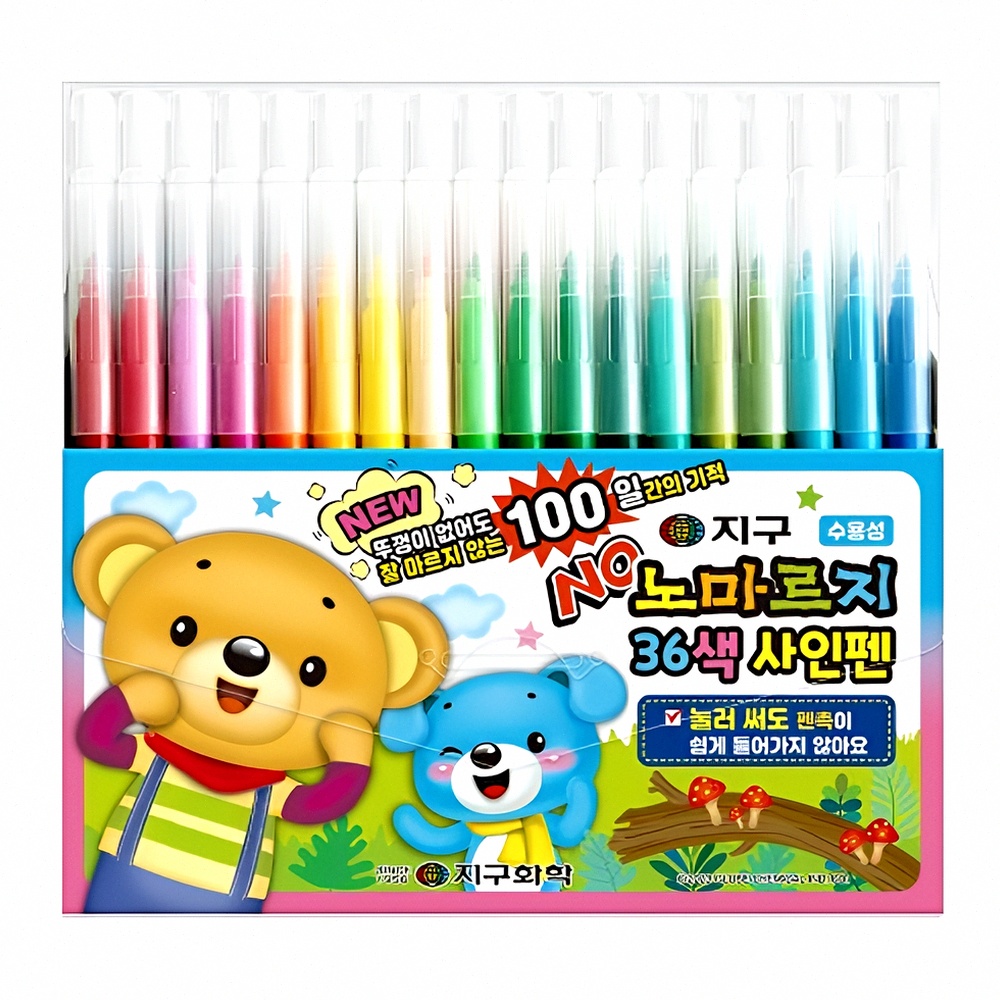 NEW
뚜껑이 없어도
잘 마르지 않는
100일간의 기적
지구
수용성
NO
노마르지
36색 사인펜
눌러 써도 펜촉이
쉽게 들어가지 않아요
지구화학